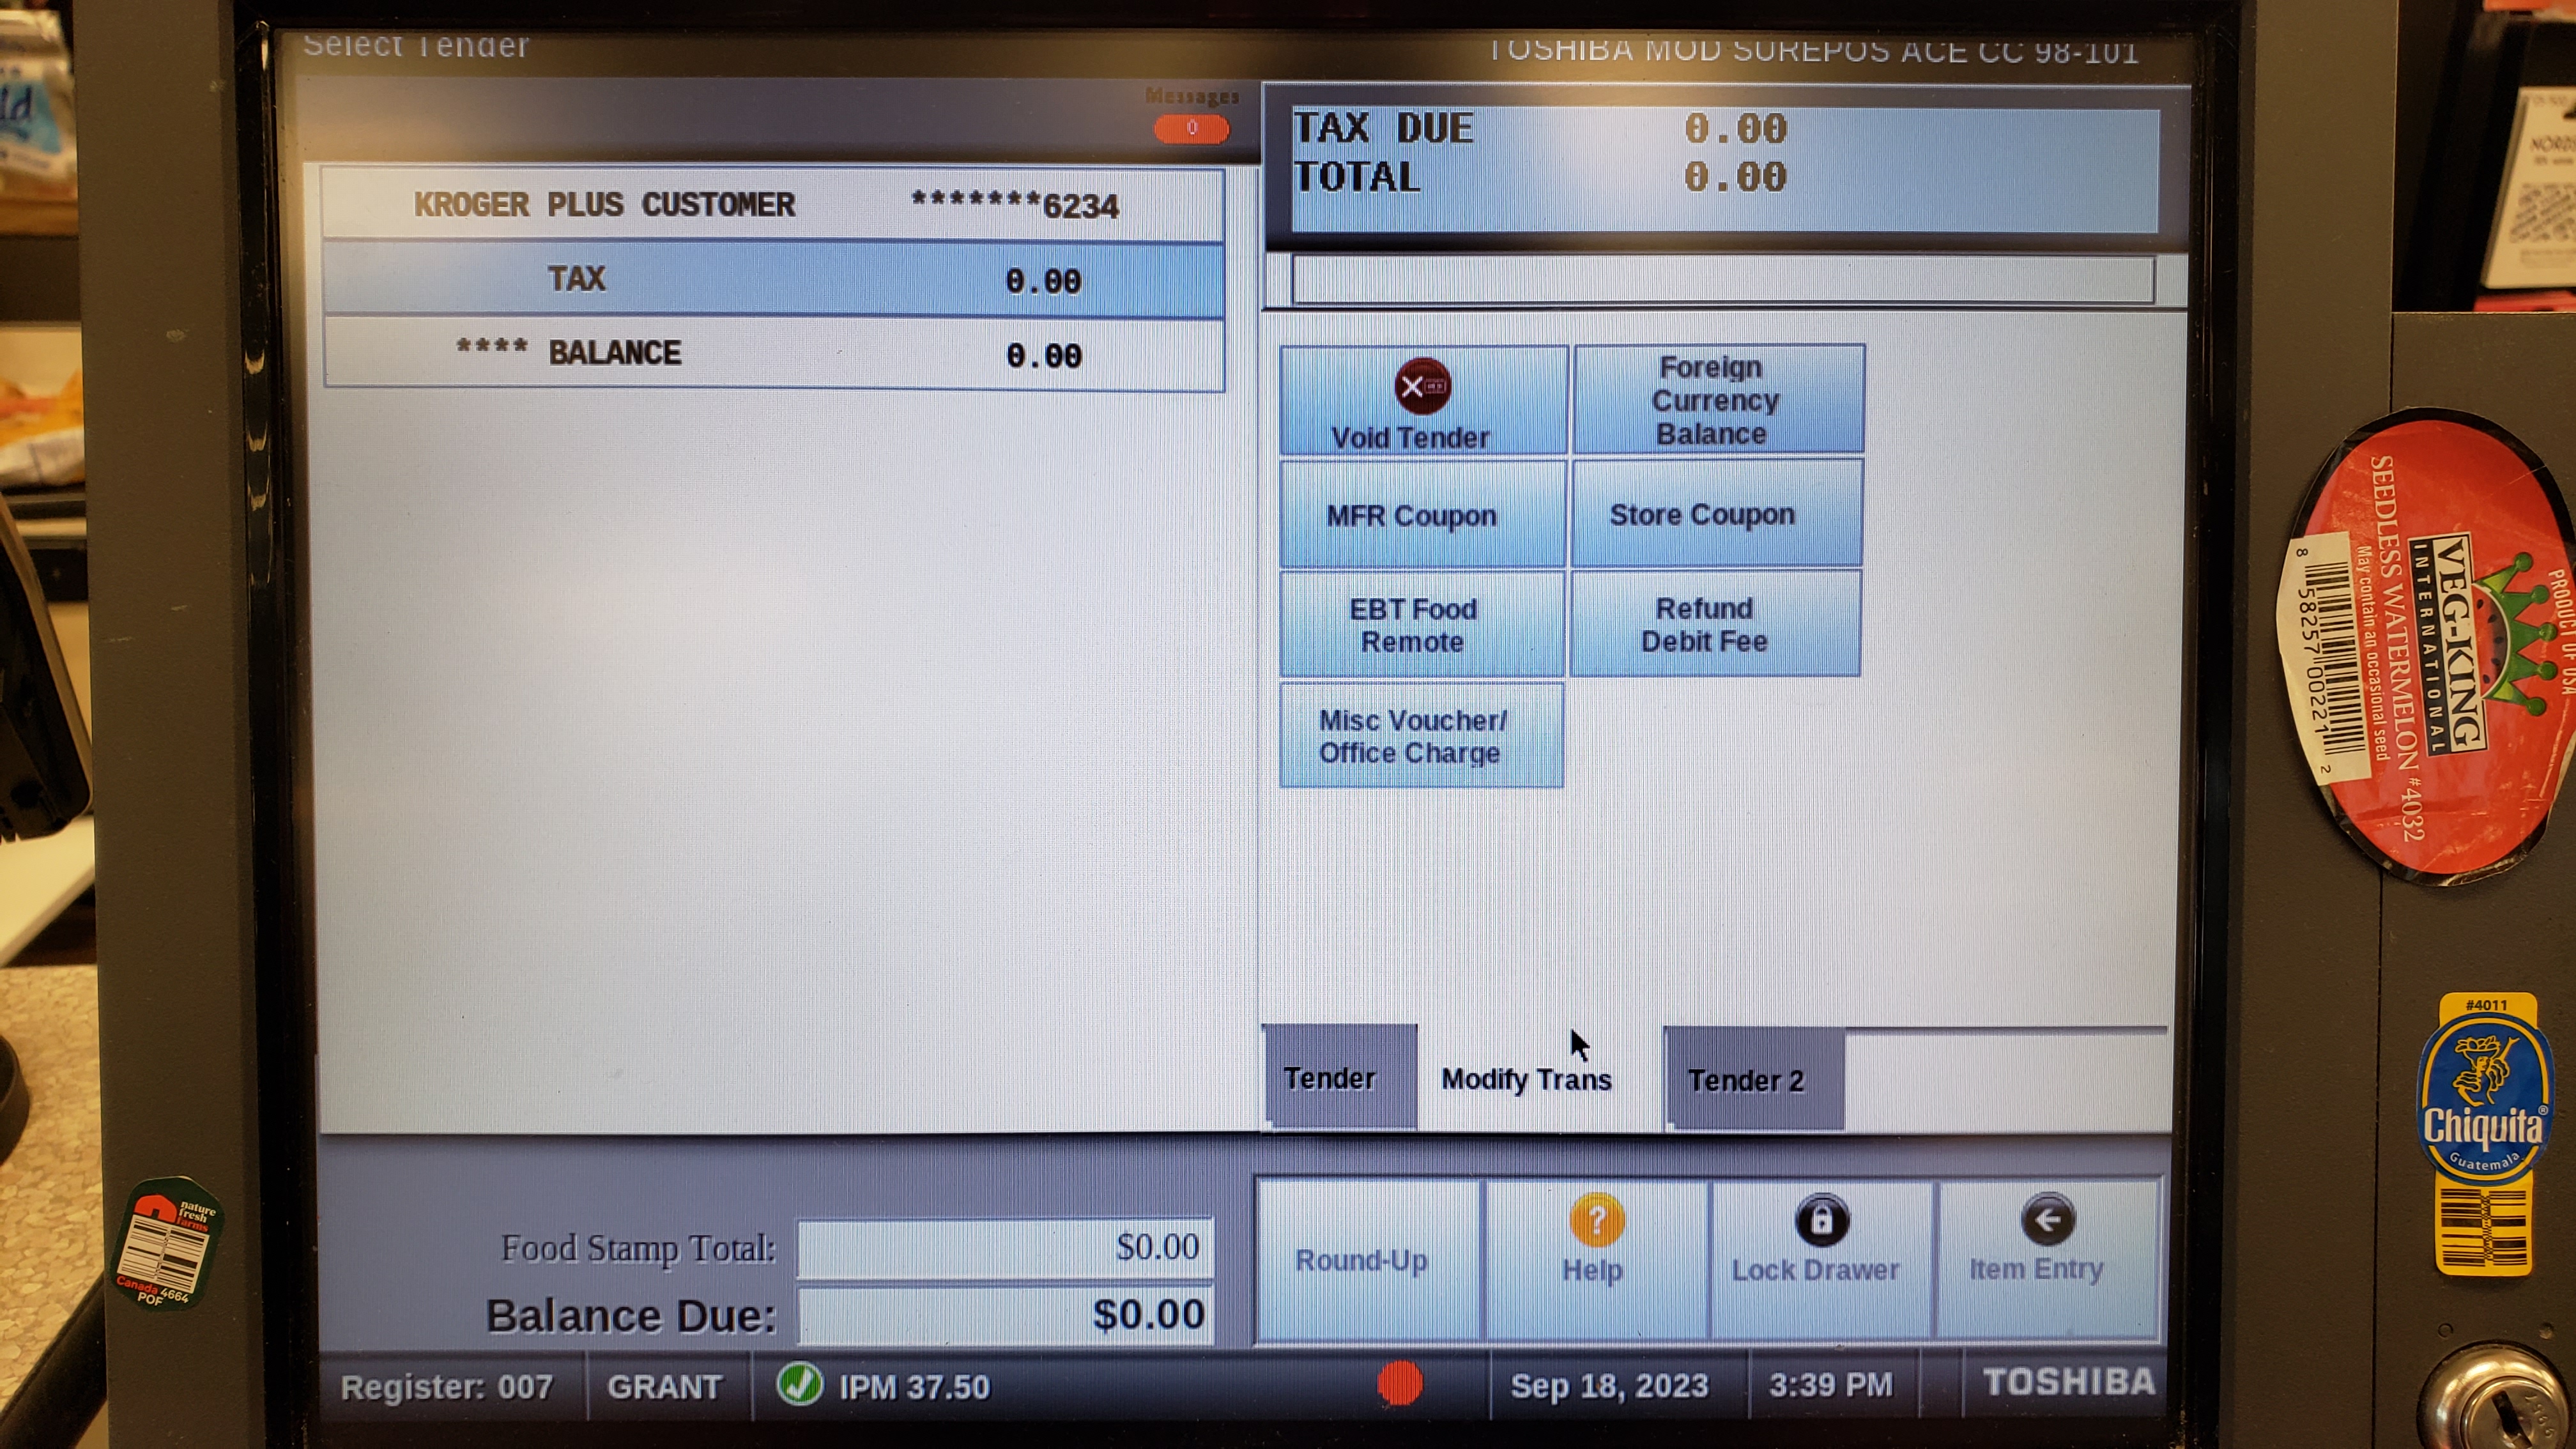 Select Tender
TOSHIBA MOD SUREPOS ACE CC 98-101
Messages
0
KROGER PLUS CUSTOMER *******6234
TAX 0.00
**** BALANCE 0.00
TAX DUE 0.00
TOTAL 0.00
Void Tender
Foreign
Currency
Balance
MFR Coupon
Store Coupon
EBT Food
Remote
Refund
Debit Fee
Misc Voucher/
Office Charge
Tender
Modify Trans
Tender 2
Food Stamp Total: $0.00
Balance Due: $0.00
Round-Up
Help
Lock Drawer
Item Entry
Register: 007
GRANT
IPM 37.50
Sep 18, 2023
3:39 PM
TOSHIBA
PRODUCT OF USA
VEG-KING
INTERNATIONAL
SEEDLESS WATERMELON #4032
May contain an occasional seed
8 58257 00221 2
#4011
Chiquita®
Guatemala
nature
fresh
farms
Canada 4664
POF